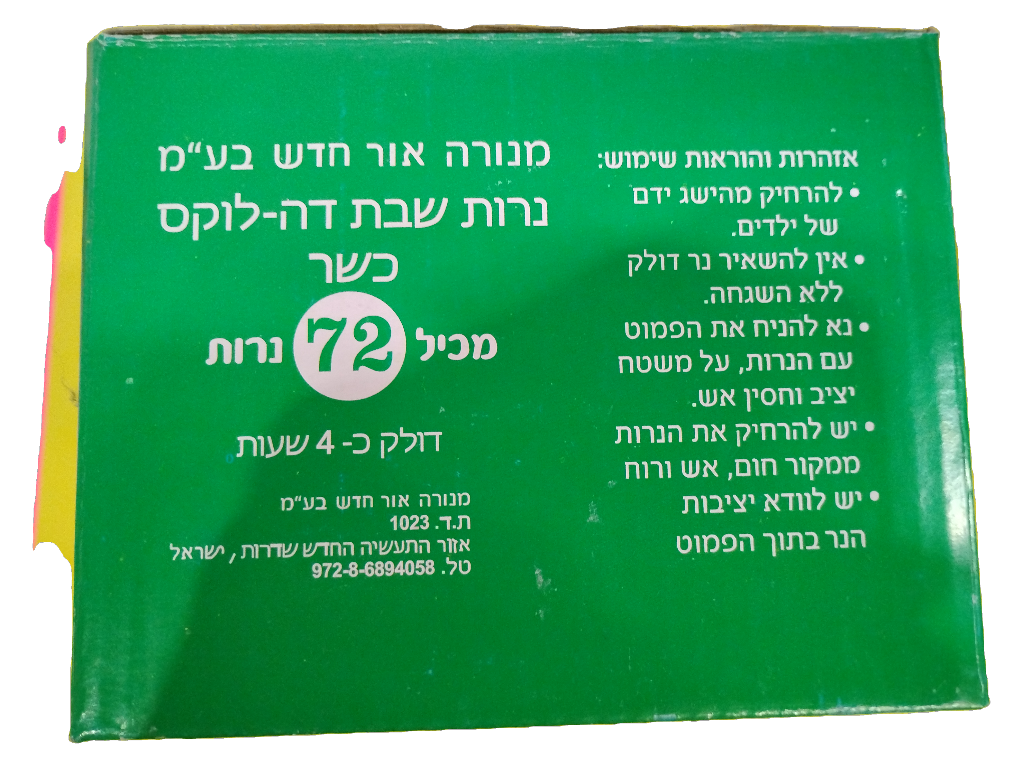 אזהרות והוראות שימוש:
• להרחיק מהישג ידם
של ילדים.
• אין להשאיר נר דולק
ללא השגחה.
• נא להניח את הפמוט
עם הנרות, על משטח
יציב וחסין אש.
• יש להרחיק את הנרות
ממקור חום, אש ורוח
• יש לוודא יציבות
הנר בתוך הפמוט
מנורה אור חדש בע"מ
נרות שבת דה-לוקס
כשר
מכיל 72 נרות
דולק כ- 4 שעות
מנורה אור חדש בע"מ
ת.ד. 1023
אזור התעשיה החדש שדרות, ישראל
טל. 972-8-6894058